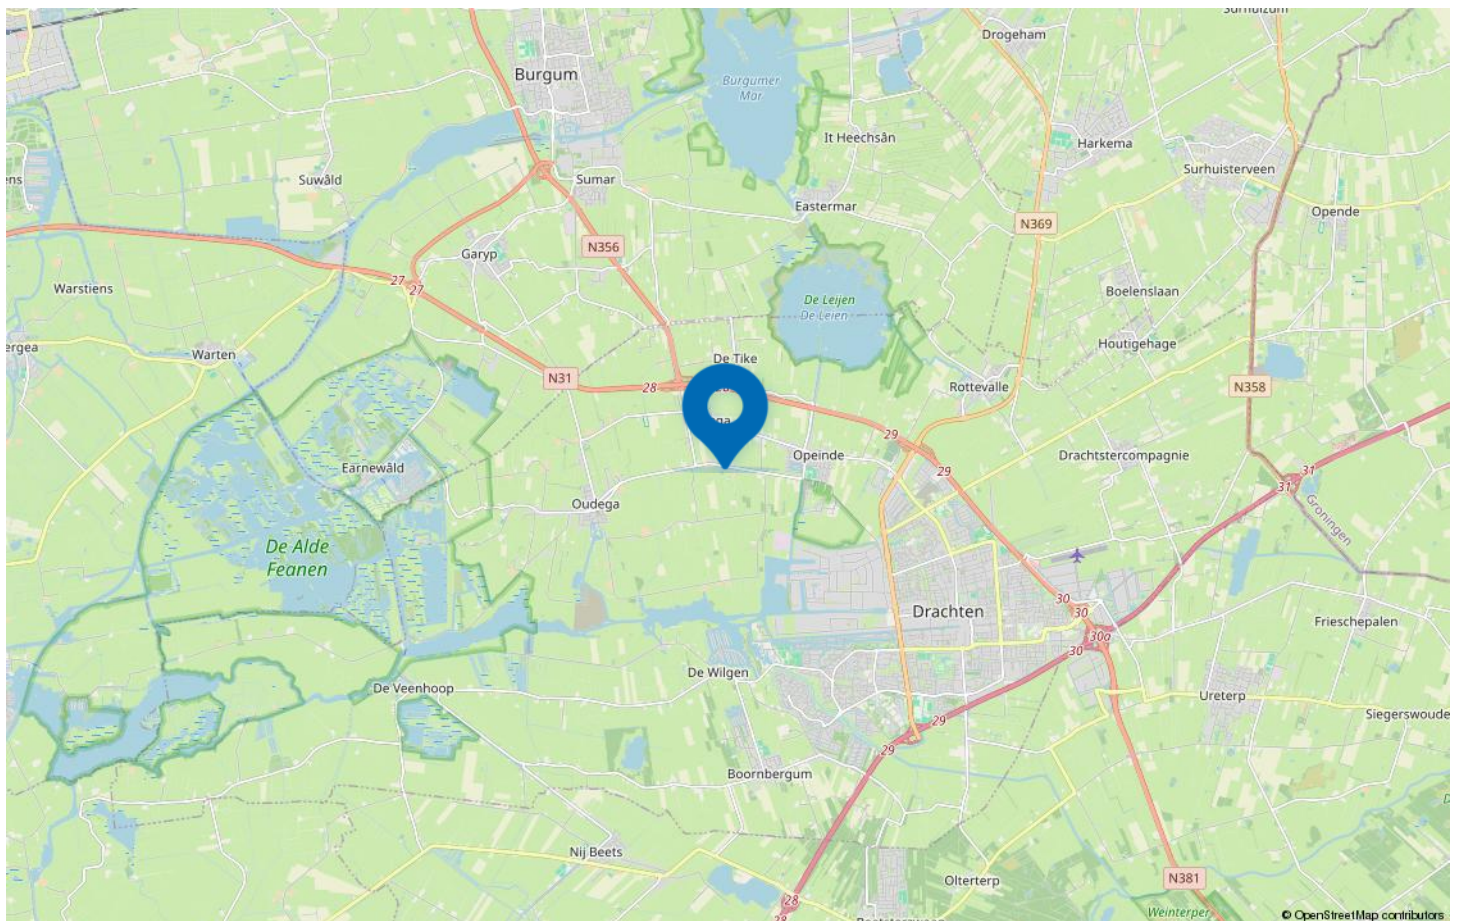 Drogeham
Burgum
Burgumer
Mar
It Heechsân
Harkema
Surhuisterveen
Suwâld
Sumar
Eastermar
Opende
N369
N356
Garyp
27
27
Warstiens
Boelenslaan
De Leijen
De Leien
Houtigehage
Warten
De Tike
N31
28
Rottevalle
N358
29
29
Opeinde
Drachtstercompagnie
31
31
Earnewâld
Oudega
Groningen
De Alde
Feanen
Drachten
30
30
30a
30
Frieschepalen
De Wilgen
De Veenhoop
Ureterp
Siegerswoude
29
29
Boornbergum
Nij Beets
Olterterp
N381
28
28
Weinterper
© OpenStreetMap contributors